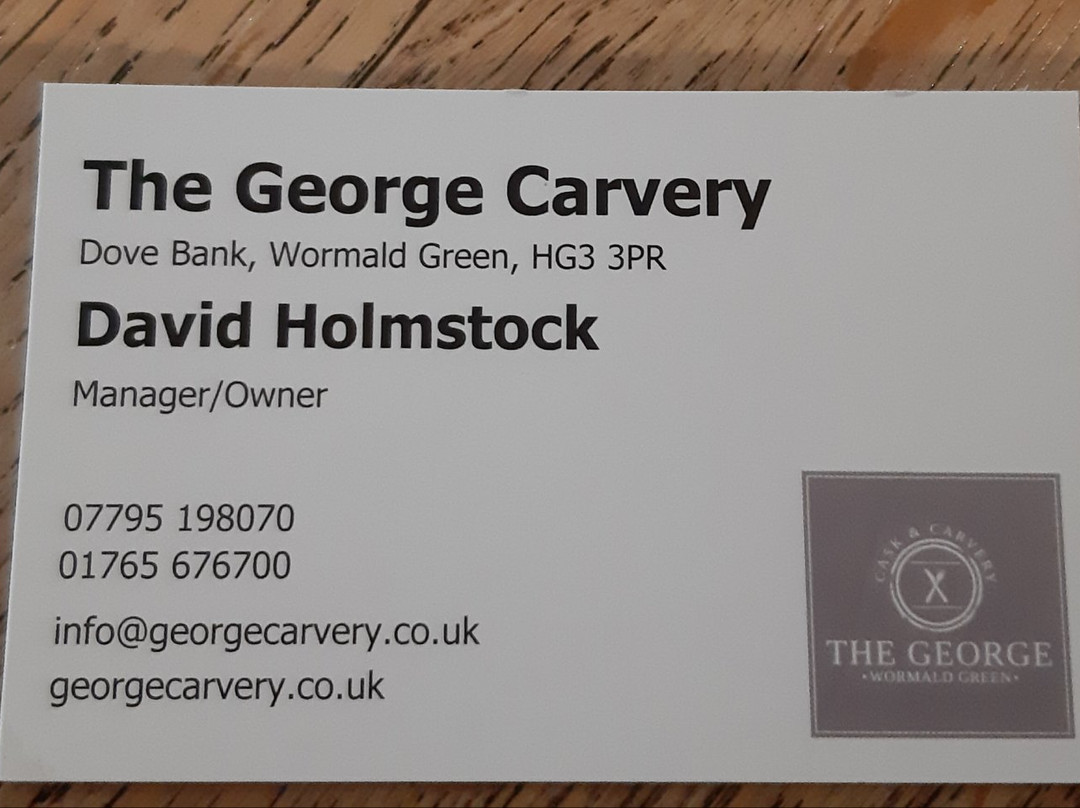 The George Carvery
Dove Bank, Wormald Green, HG3 3PR
David Holmstock
Manager/Owner
07795 198070
01765 676700
info@georgecarvery.co.uk
georgecarvery.co.uk
CASK & CARVERY
THE GEORGE
•WORMALD GREEN•